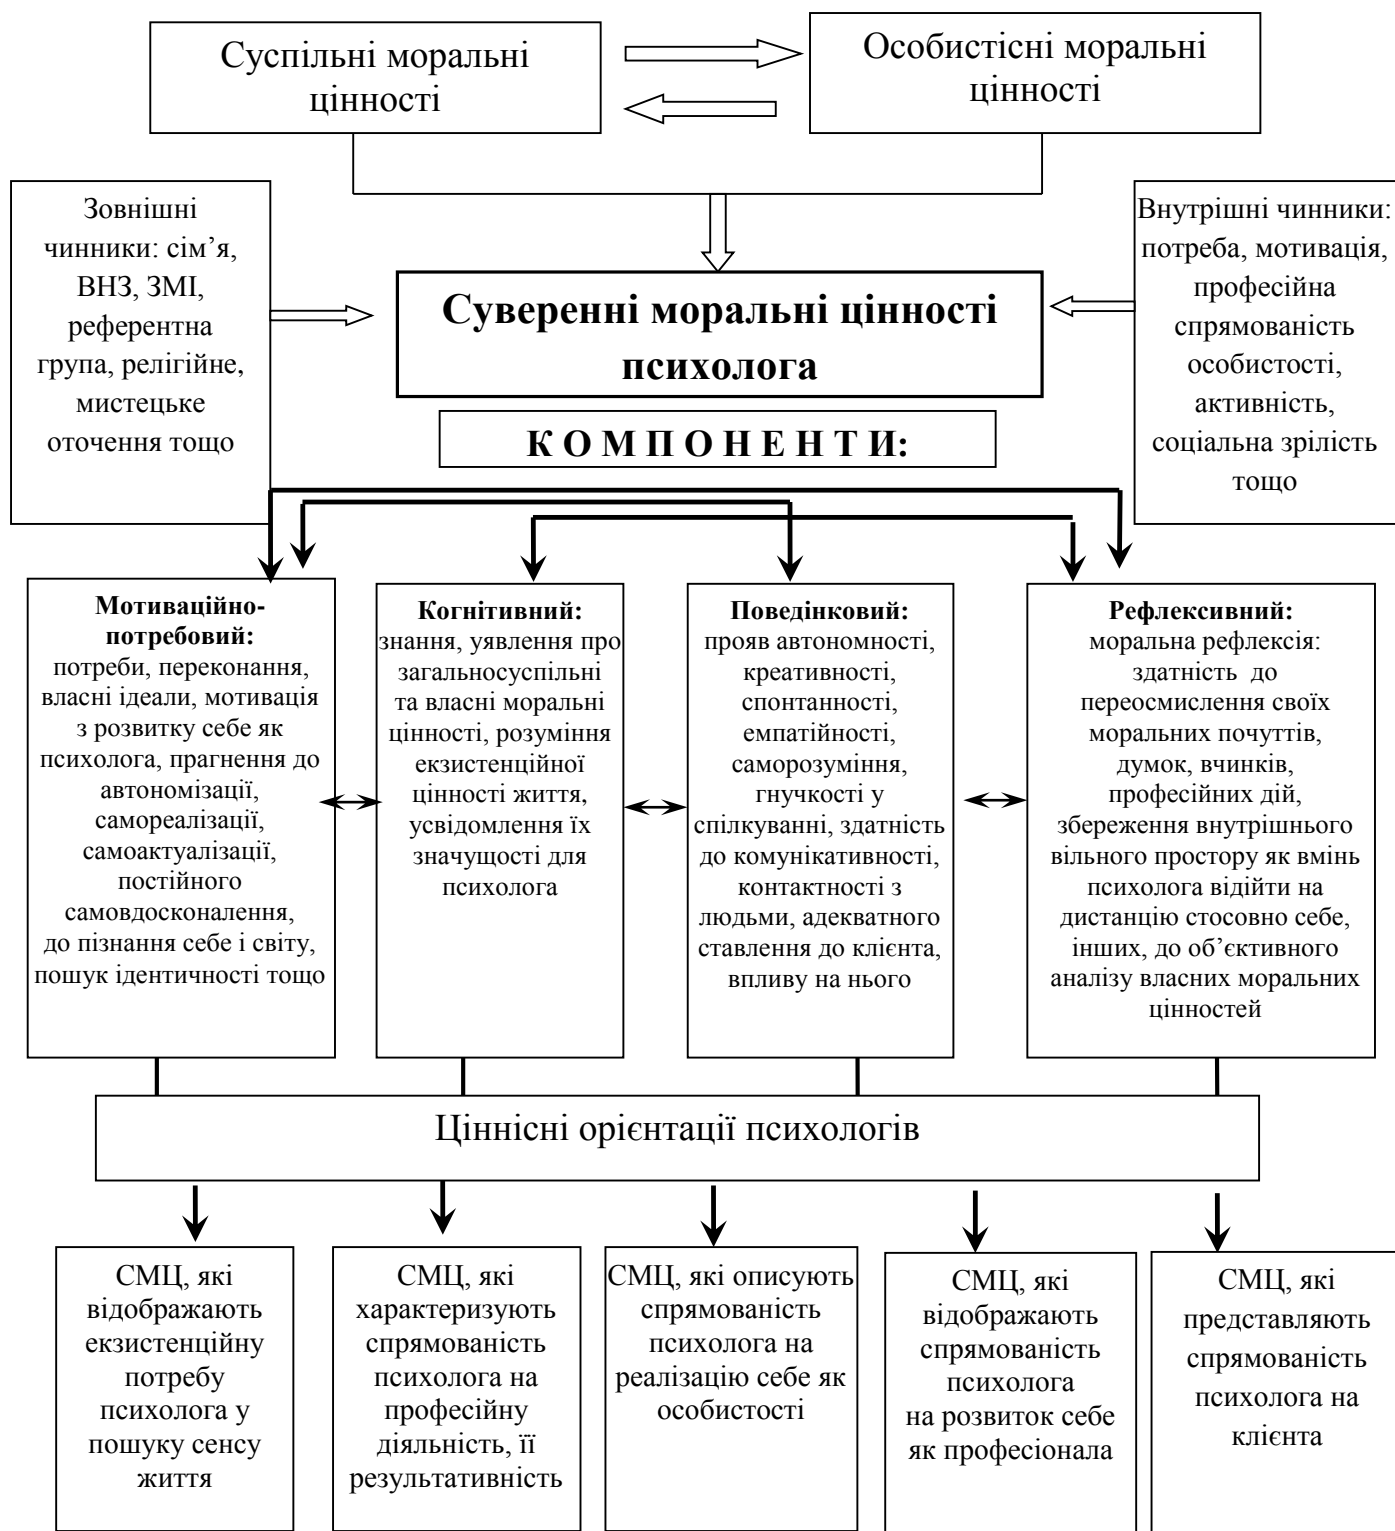 Суспільні моральні
цінності
Особистісні моральні
цінності
Зовнішні
чинники: сім’я,
ВНЗ, ЗМІ,
референтна
група, релігійне,
мистецьке
оточення тощо
Внутрішні чинники:
потреба, мотивація,
професійна
спрямованість
особистості,
активність,
соціальна зрілість
тощо
Суверенні моральні цінності
психолога
К О М П О Н Е Н Т И:
Мотиваційно-
потребовий:
потреби, переконання,
власні ідеали, мотивація
з розвитку себе як
психолога, прагнення до
автономізації,
самореалізації,
самоактуалізації,
постійного
самовдосконалення,
до пізнання себе і світу,
пошук ідентичності тощо
Когнітивний:
знання, уявлення про
загальносуспільні
та власні моральні
цінності, розуміння
екзистенційної
цінності життя,
усвідомлення їх
значущості для
психолога
Поведінковий:
прояв автономності,
креативності,
спонтанності,
емпатійності,
саморозуміння,
гнучкості у
спілкуванні, здатність
до комунікативності,
контактності з
людьми, адекватного
ставлення до клієнта,
впливу на нього
Рефлексивний:
моральна рефлексія:
здатність до
переосмислення своїх
моральних почуттів,
думок, вчинків,
професійних дій,
збереження внутрішнього
вільного простору як вмінь
психолога відійти на
дистанцію стосовно себе,
інших, до об’єктивного
аналізу власних моральних
цінностей
Ціннісні орієнтації психологів
СМЦ, які
відображають
екзистенційну
потребу
психолога у
пошуку сенсу
життя
СМЦ, які
характеризують
спрямованість
психолога на
професійну
діяльність, її
результативність
СМЦ, які описують
спрямованість
психолога на
реалізацію себе як
особистості
СМЦ, які
відображають
спрямованість
психолога
на розвиток себе
як професіонала
СМЦ, які
представляють
спрямованість
психолога на
клієнта